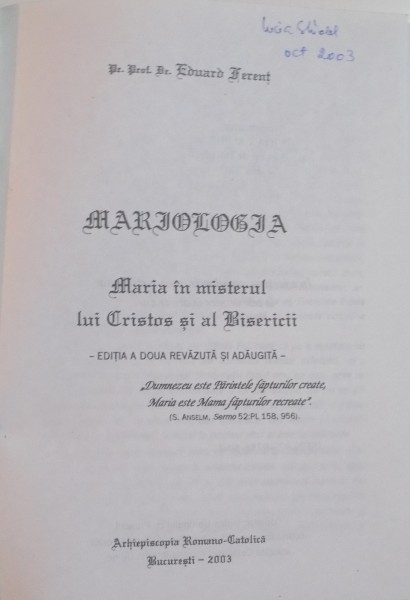 oct 2003
Pr. Prof. Dr. Eduard Ferenț
MARIOLOGIA
Maria în misterul
lui Cristos și al Bisericii
– EDIȚIA A DOUA REVĂZUTĂ ȘI ADĂUGITĂ –
„Dumnezeu este Părintele făpturilor create,
Maria este Mama făpturilor recreate”.
(S. ANSELM, Sermo 52:PL 158, 956).
Arhiepiscopia Romano-Catolică
București – 2003